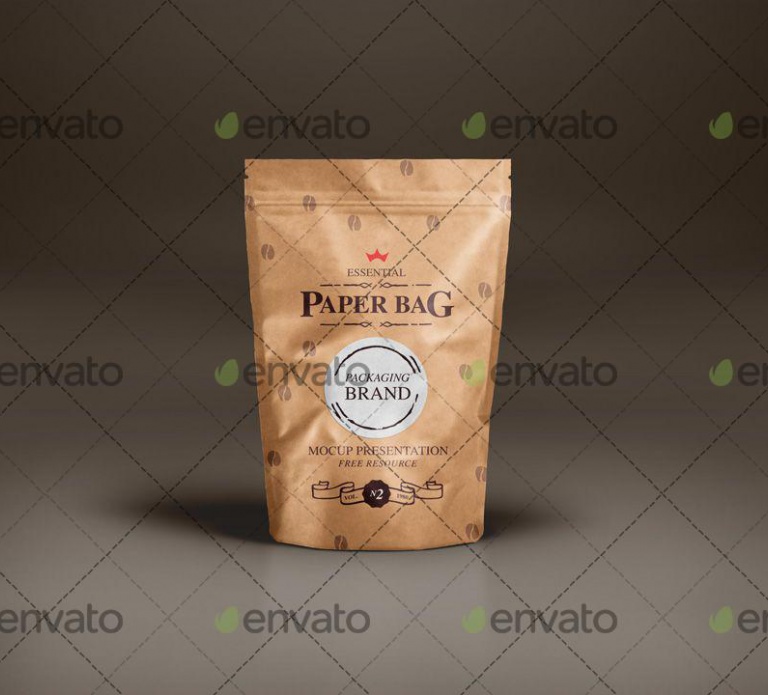 envato envato envato envato
ESSENTIAL
PAPER BAG
envato envato envato envato
PACKAGING
BRAND
MOCUP PRESENTATION
FREE RESOURCE
VOL. N2 1986
envato envato envato envato